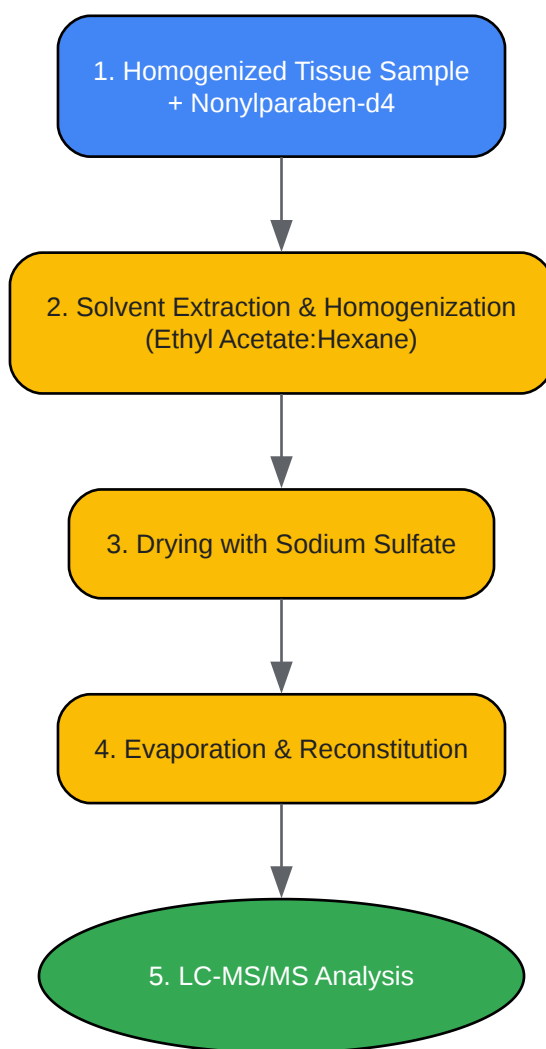 1. Homogenized Tissue Sample
+ Nonylparaben-d4
2. Solvent Extraction & Homogenization
(Ethyl Acetate:Hexane)
3. Drying with Sodium Sulfate
4. Evaporation & Reconstitution
5. LC-MS/MS Analysis